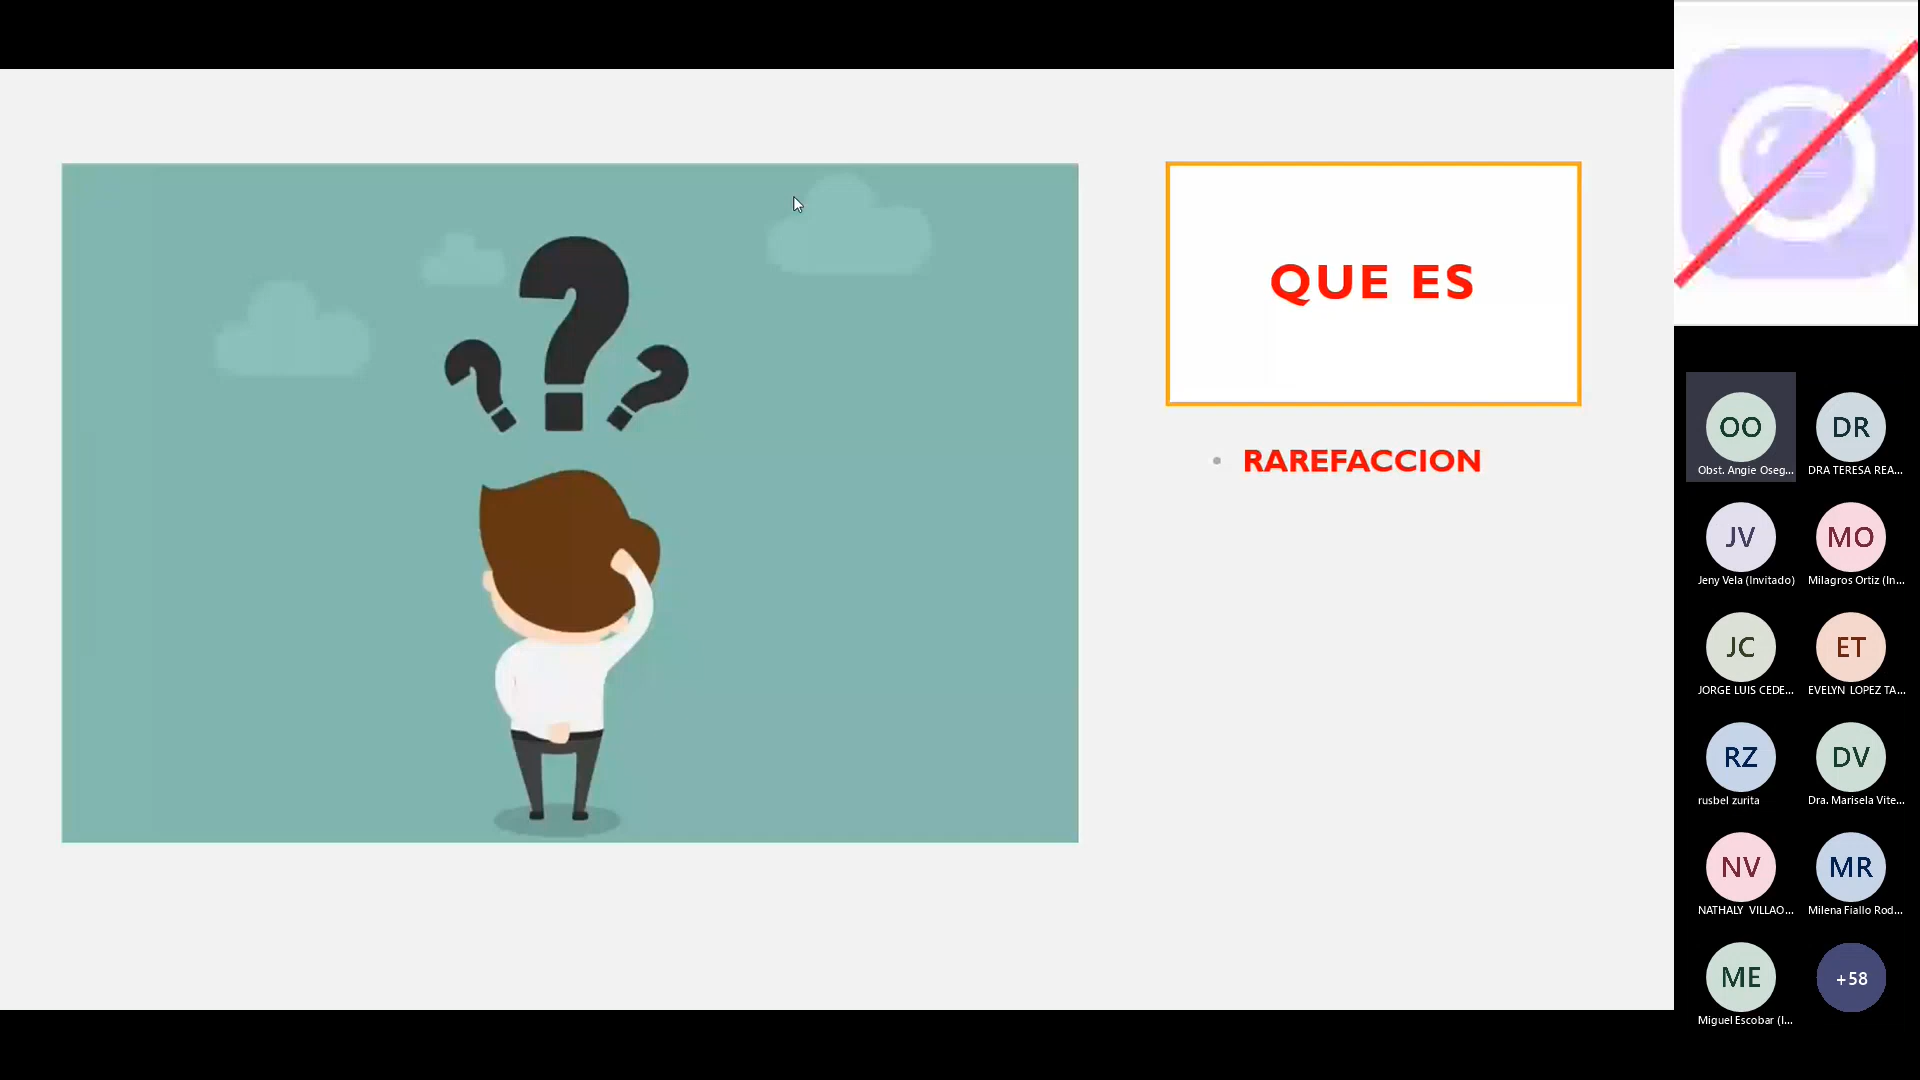 QUE ES
• RAREFACCION
OO
Obst. Angie Oseg...
DR
DRA TERESA REA...
JV
Jeny Vela (Invitado)
MO
Milagros Ortiz (In...
JC
JORGE LUIS CEDE...
ET
EVELYN LOPEZ TA...
RZ
rusbel zurita
DV
Dra. Marisela Vite...
NV
NATHALY VILLAO...
MR
Milena Fiallo Rod...
ME
Miguel Escobar (I...
+58